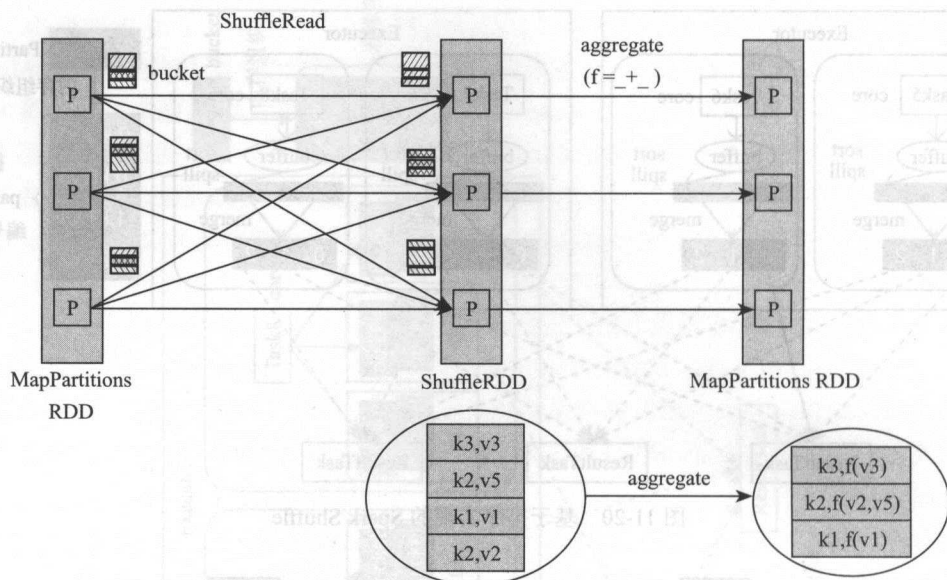 ShuffleRead
bucket
aggregate
(f = _+_)
P
P
P
P
P
P
P
P
P
MapPartitions
RDD
ShuffleRDD
MapPartitions RDD
k3,v3
k2,v5
k1,v1
k2,v2
aggregate
k3,f(v3)
k2,f(v2,v5)
k1,f(v1)